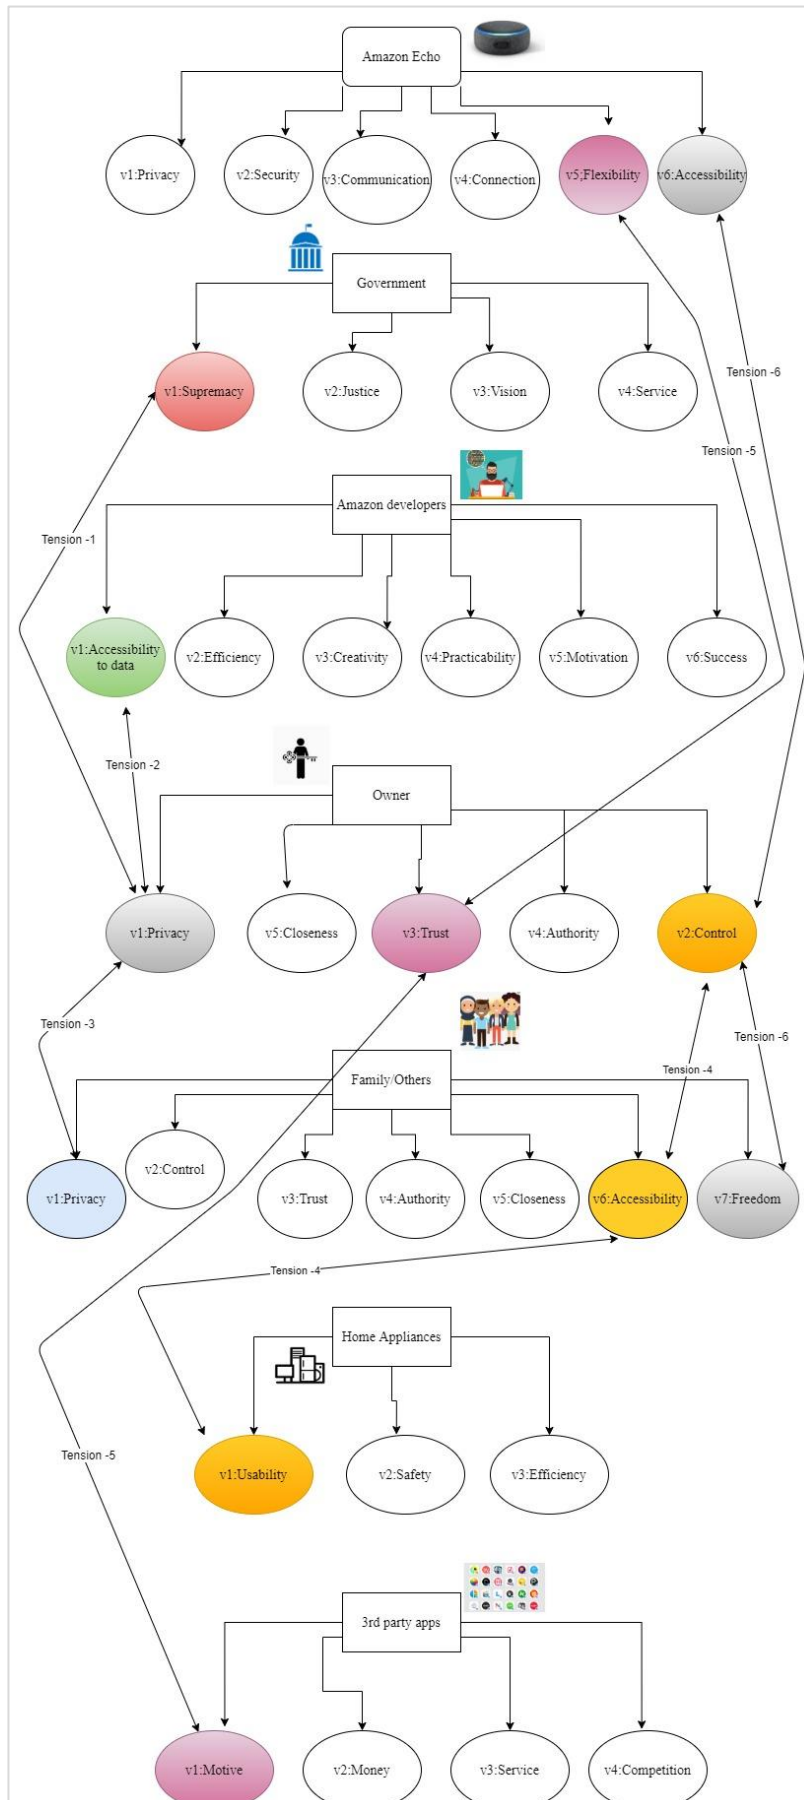 Amazon Echo
v1:Privacy
v2:Security
v3:Communication
v4:Connection
v5;Flexibility
v6:Accessibility
Government
v1:Supremacy
v2:Justice
v3:Vision
v4:Service
Tension -6
Tension -5
Amazon developers
Tension -1
v1:Accessibility
to data
v2:Efficiency
v3:Creativity
v4:Practicability
v5:Motivation
v6:Success
Tension -2
Owner
v1:Privacy
v5:Closeness
v3:Trust
v4:Authority
v2:Control
Tension -3
Tension -6
Tension -4
Family/Others
v1:Privacy
v2:Control
v3:Trust
v4:Authority
v5:Closeness
v6:Accessibility
v7:Freedom
Tension -4
Home Appliances
Tension -5
v1:Usability
v2:Safety
v3:Efficiency
3rd party apps
v1:Motive
v2:Money
v3:Service
v4:Competition